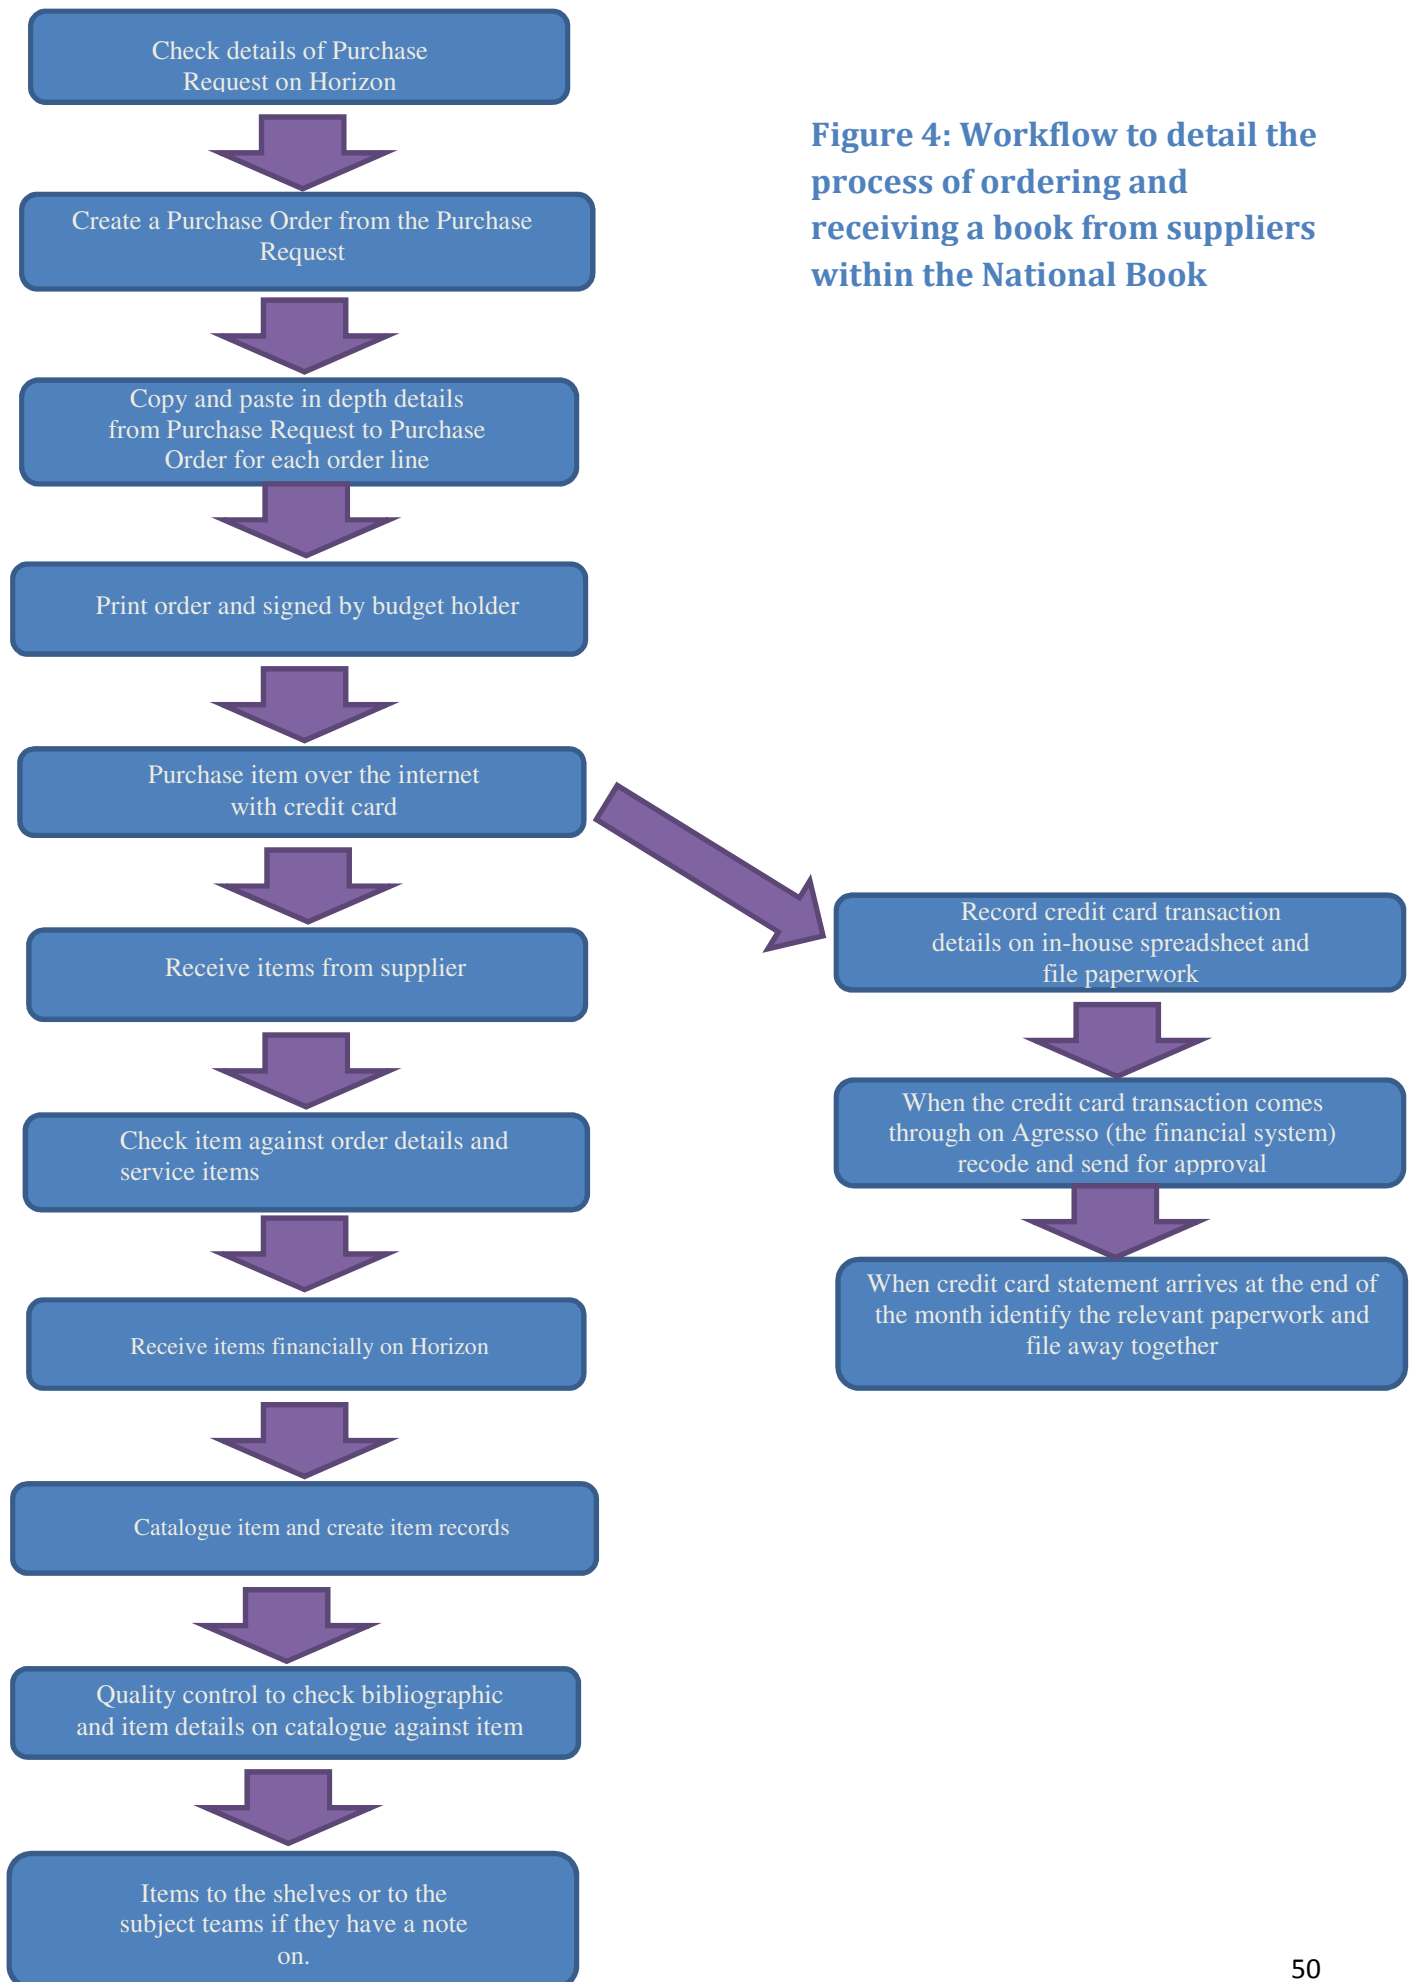 Check details of Purchase
Request on Horizon
Figure 4: Workflow to detail the
process of ordering and
receiving a book from suppliers
within the National Book
Create a Purchase Order from the Purchase
Request
Copy and paste in depth details
from Purchase Request to Purchase
Order for each order line
Print order and signed by budget holder
Purchase item over the internet
with credit card
Receive items from supplier
Check item against order details and
service items
Receive items financially on Horizon
Catalogue item and create item records
Quality control to check bibliographic
and item details on catalogue against item
Items to the shelves or to the
subject teams if they have a note
on.
Record credit card transaction
details on in-house spreadsheet and
file paperwork
When the credit card transaction comes
through on Agresso (the financial system)
recode and send for approval
When credit card statement arrives at the end of
the month identify the relevant paperwork and
file away together
50